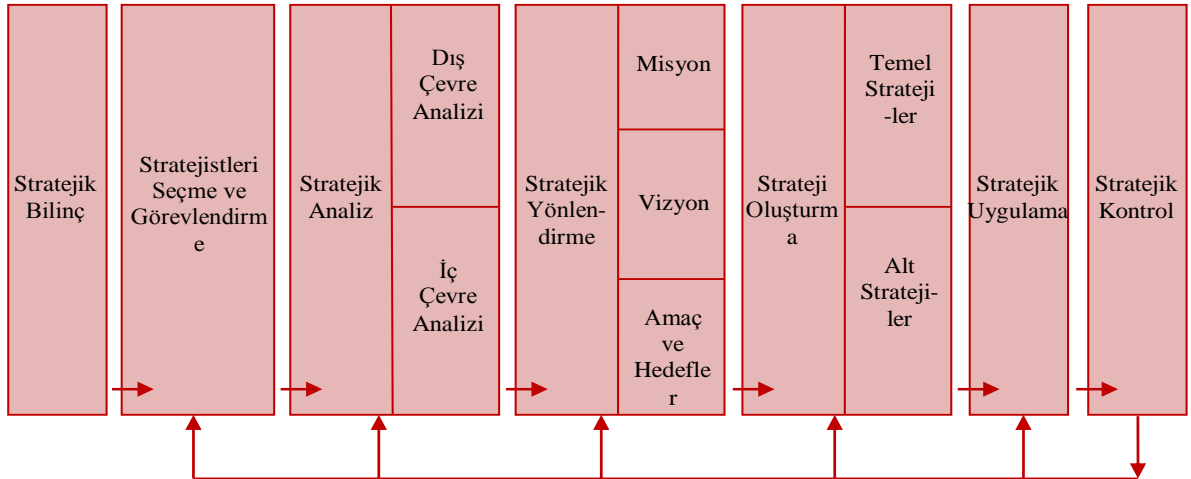 Stratejik
Bilinç
Stratejistleri
Seçme ve
Görevlendirm
e
Stratejik
Analiz
Dış
Çevre
Analizi
İç
Çevre
Analizi
Stratejik
Yönlen-
dirme
Misyon
Vizyon
Amaç
ve
Hedefle
r
Strateji
Oluşturm
a
Temel
Strateji
-ler
Alt
Strateji-
ler
Stratejik
Uygulama
Stratejik
Kontrol